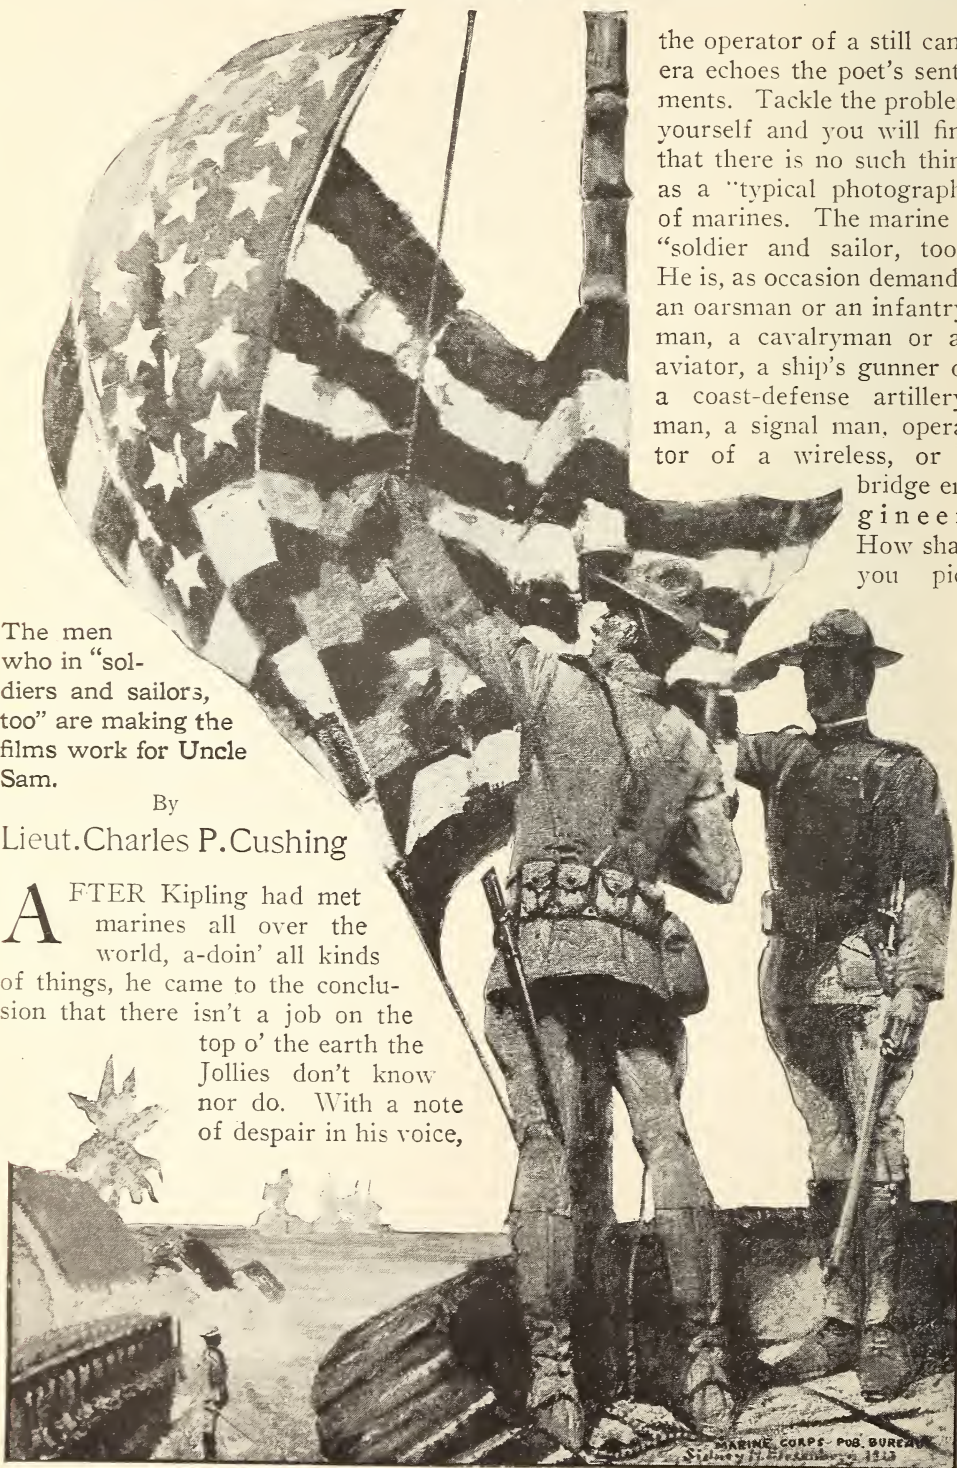 The men
who in "sol-
diers and sailors,
too" are making the
films work for Uncle
Sam.
By
Lieut. Charles P. Cushing
AFTER Kipling had met
marines all over the
world, a-doin' all kinds
of things, he came to the conclu-
sion that there isn't a job on the
top o' the earth the
Jollies don't know
nor do. With a note
of despair in his voice,
the operator of a still cam
era echoes the poet's senti
ments. Tackle the proble
yourself and you will fin
that there is no such thin
as a "typical photograph
of marines. The marine
"soldier and sailor, too
He is, as occasion demand
an oarsman or an infantry
man, a cavalryman or a
aviator, a ship's gunner o
a coast-defense artillery
man, a signal man, opera
tor of a wireless, or
bridge en
gineer
How sha
you pic
MARINE CORPS PUB. BUREAU
Sidney H. 1913